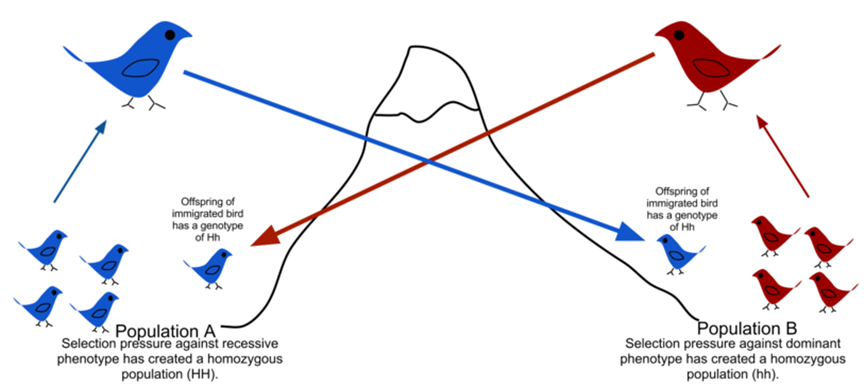 Offspring of
immigrated bird
has a genotype
of Hh
Offspring of
immigrated bird
has a genotype
of Hh
Population A
Selection pressure against recessive
phenotype has created a homozygous
population (HH).
Population B
Selection pressure against dominant
phenotype has created a homozygous
population (hh).